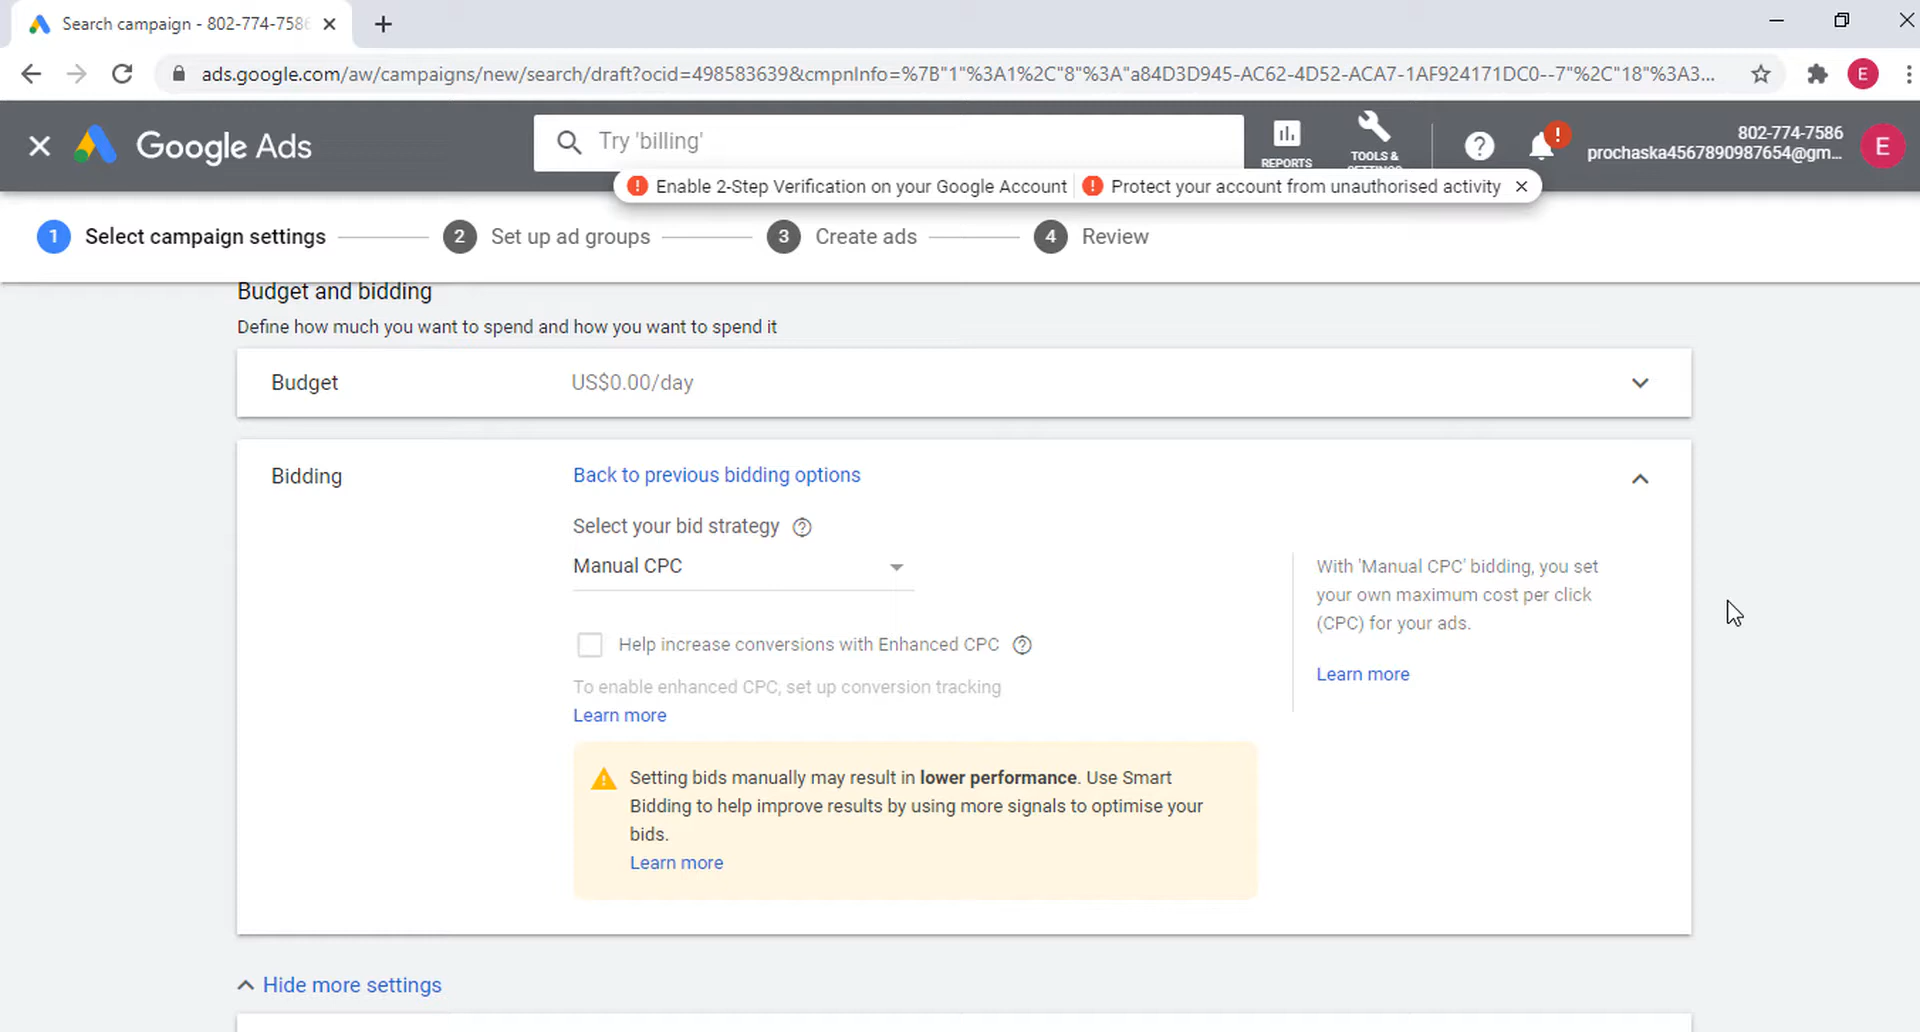 Search campaign - 802-774-7586
ads.google.com/aw/campaigns/new/search/draft?ocid=498583639&cmpnInfo=%7B"1"%3A1%2C"8"%3A"a84D3D945-AC62-4D52-ACA7-1AF924171DC0--7"%2C"18"%3A3...
E
Google Ads
Try 'billing'
REPORTS
TOOLS &
SETTINGS
?
!
802-774-7586
prochaska4567890987654@gm...
E
! Enable 2-Step Verification on your Google Account ! Protect your account from unauthorised activity
1 Select campaign settings 2 Set up ad groups 3 Create ads 4 Review
Budget and bidding
Define how much you want to spend and how you want to spend it
Budget US$0.00/day
Bidding Back to previous bidding options
Select your bid strategy ?
Manual CPC
Help increase conversions with Enhanced CPC ?
To enable enhanced CPC, set up conversion tracking
Learn more
With 'Manual CPC' bidding, you set
your own maximum cost per click
(CPC) for your ads.
Learn more
Setting bids manually may result in lower performance. Use Smart
Bidding to help improve results by using more signals to optimise your
bids.
Learn more
Hide more settings